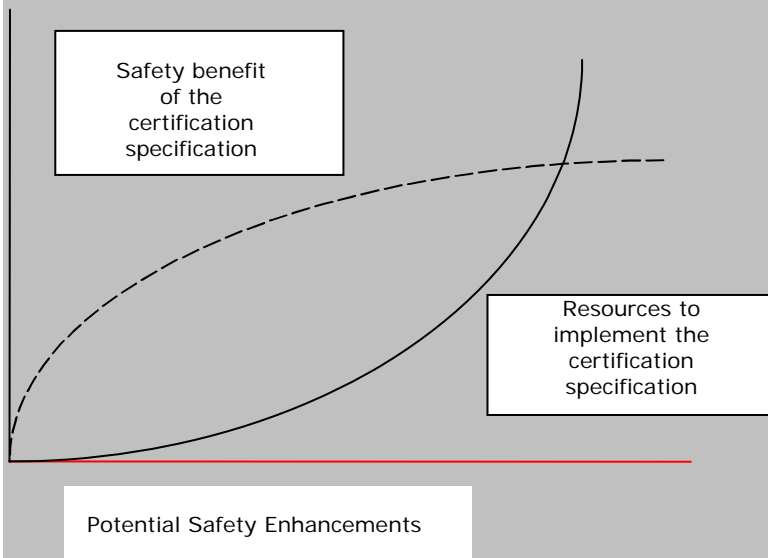 Safety benefit
of the
certification
specification
Resources to
implement the
certification
specification
Potential Safety Enhancements